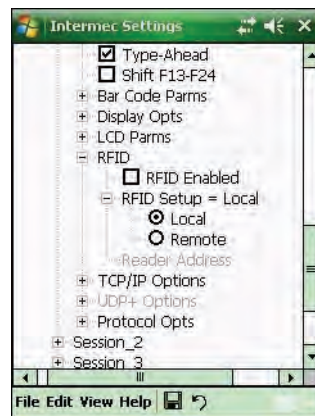 Intermec Settings
Type-Ahead
Shift F13-F24
Bar Code Parms
Display Opts
LCD Parms
RFID
RFID Enabled
RFID Setup = Local
Local
Remote
Reader Address
TCP/IP Options
UDP+ Options
Protocol Opts
Session_2
Session_3
File Edit View Help